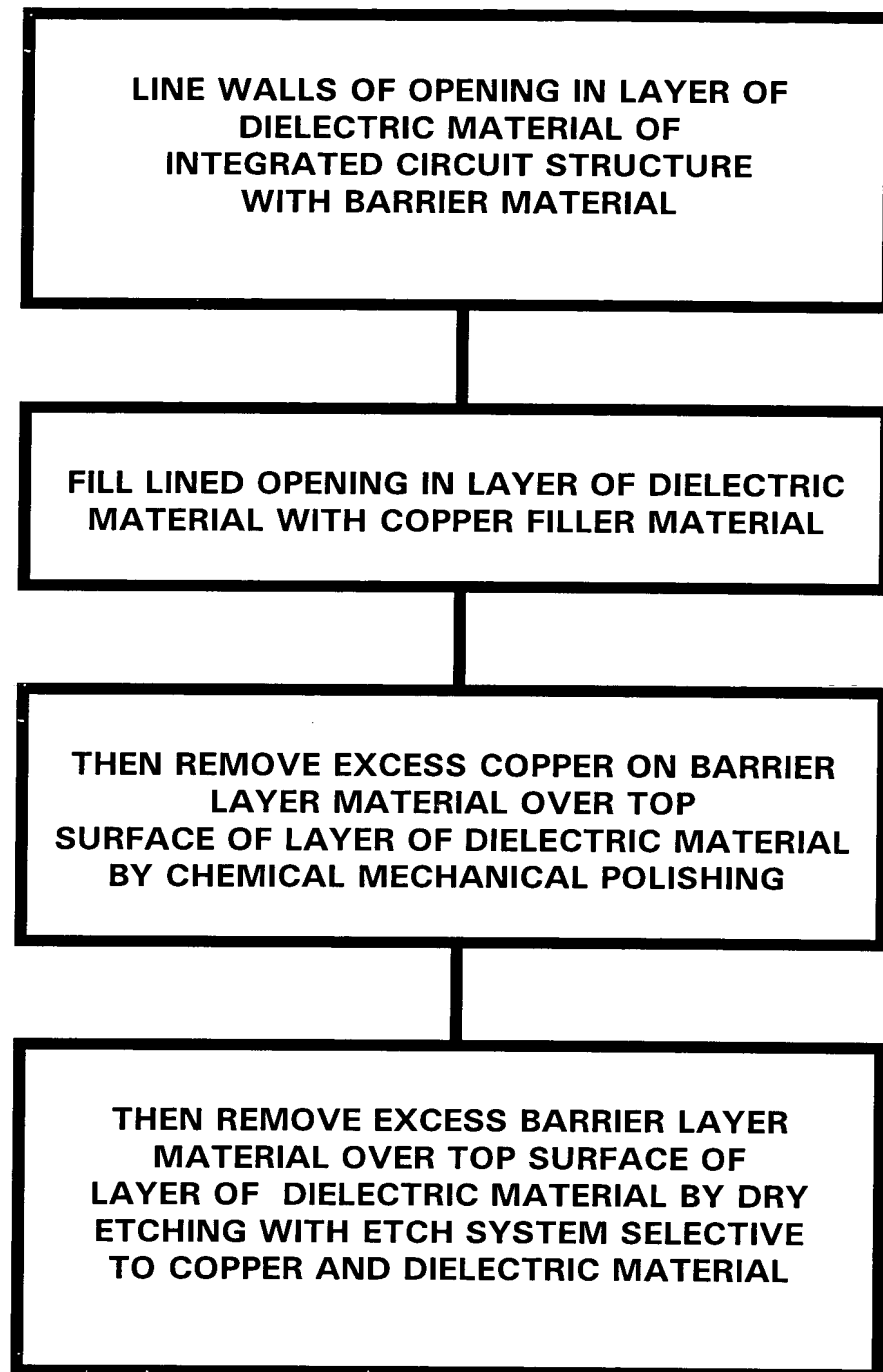 LINE WALLS OF OPENING IN LAYER OF
DIELECTRIC MATERIAL OF
INTEGRATED CIRCUIT STRUCTURE
WITH BARRIER MATERIAL
FILL LINED OPENING IN LAYER OF DIELECTRIC
MATERIAL WITH COPPER FILLER MATERIAL
THEN REMOVE EXCESS COPPER ON BARRIER
LAYER MATERIAL OVER TOP
SURFACE OF LAYER OF DIELECTRIC MATERIAL
BY CHEMICAL MECHANICAL POLISHING
THEN REMOVE EXCESS BARRIER LAYER
MATERIAL OVER TOP SURFACE OF
LAYER OF DIELECTRIC MATERIAL BY DRY
ETCHING WITH ETCH SYSTEM SELECTIVE
TO COPPER AND DIELECTRIC MATERIAL